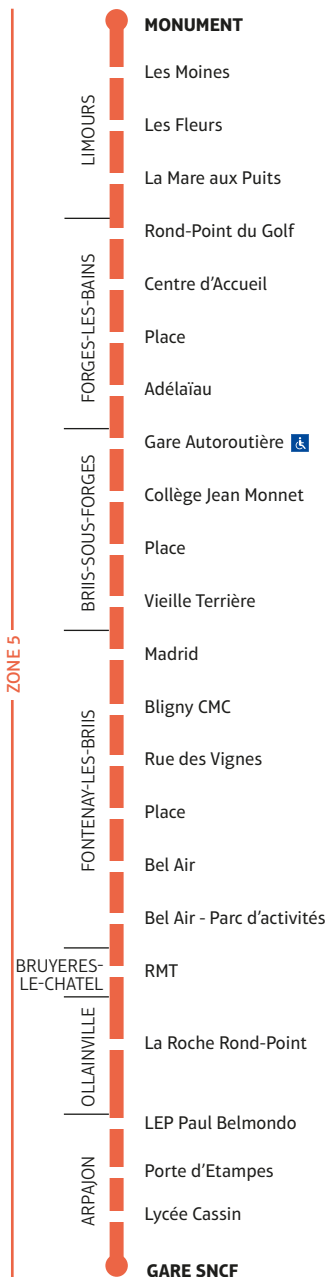 ZONE 5
LIMOURS
MONUMENT
Les Moines
Les Fleurs
La Mare aux Puits
FORGES-LES-BAINS
Rond-Point du Golf
Centre d'Accueil
Place
Adélaïau
BRIIS-SOUS-FORGES
Gare Autoroutière
Collège Jean Monnet
Place
Vieille Terrière
FONTENAY-LES-BRIIS
Madrid
Bligny CMC
Rue des Vignes
Place
Bel Air
Bel Air - Parc d'activités
BRUYERES-
LE-CHATEL
RMT
OLLAINVILLE
La Roche Rond-Point
ARPAJON
LEP Paul Belmondo
Porte d'Etampes
Lycée Cassin
GARE SNCF